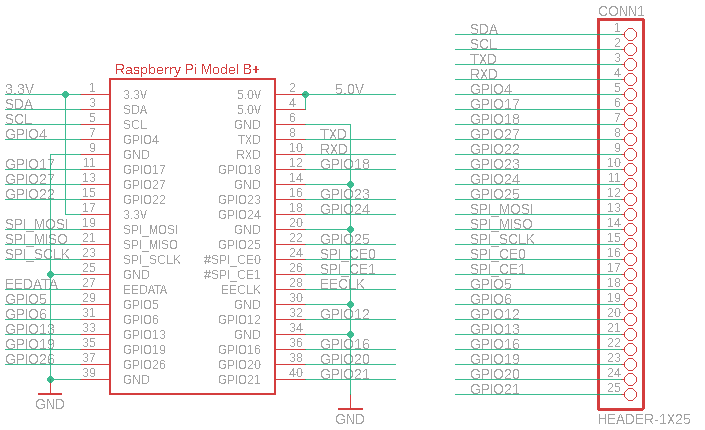 Raspberry Pi Model B+
3.3V 1 3.3V 5.0V 2 5.0V
SDA 3 SDA 5.0V 4
SCL 5 SCL GND 6
GPIO4 7 GPIO4 TXD 8 TXD
9 GND RXD 10 RXD
GPIO17 11 GPIO17 GPIO18 12 GPIO18
GPIO27 13 GPIO27 GND 14
GPIO22 15 GPIO22 GPIO23 16 GPIO23
17 3.3V GPIO24 18 GPIO24
SPI_MOSI 19 SPI_MOSI GND 20
SPI_MISO 21 SPI_MISO GPIO25 22 GPIO25
SPI_SCLK 23 SPI_SCLK #SPI_CE0 24 SPI_CE0
25 GND #SPI_CE1 26 SPI_CE1
EEDATA 27 EEDATA EECLK 28 EECLK
GPIO5 29 GPIO5 GND 30
GPIO6 31 GPIO6 GPIO12 32 GPIO12
GPIO13 33 GPIO13 GND 34
GPIO19 35 GPIO19 GPIO16 36 GPIO16
GPIO26 37 GPIO26 GPIO20 38 GPIO20
39 GND GPIO21 40 GPIO21
GND
GND
CONN1
SDA 1
SCL 2
TXD 3
RXD 4
GPIO4 5
GPIO17 6
GPIO18 7
GPIO27 8
GPIO22 9
GPIO23 10
GPIO24 11
GPIO25 12
SPI_MOSI 13
SPI_MISO 14
SPI_SCLK 15
SPI_CE0 16
SPI_CE1 17
GPIO5 18
GPIO6 19
GPIO12 20
GPIO13 21
GPIO16 22
GPIO19 23
GPIO20 24
GPIO21 25
HEADER-1X25